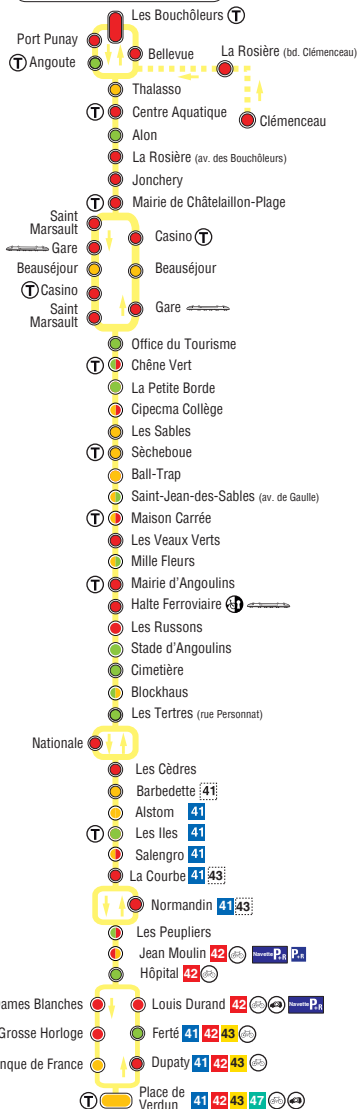 Les Bouchôleurs T
Port Punay
Bellevue
La Rosière (bd. Clémenceau)
T Angoute
Thalasso
T Centre Aquatique
Clémenceau
Alon
La Rosière (av. des Bouchôleurs)
Jonchery
T Mairie de Châtelaillon-Plage
Saint
Marsault
Casino T
Gare
Beauséjour
Beauséjour
T Casino
Gare
Saint
Marsault
Office du Tourisme
T Chêne Vert
La Petite Borde
Cipecma Collège
Les Sables
T Sècheboue
Ball-Trap
Saint-Jean-des-Sables (av. de Gaulle)
T Maison Carrée
Les Veaux Verts
Mille Fleurs
T Mairie d'Angoulins
Halte Ferroviaire
Les Russons
Stade d'Angoulins
Cimetière
Blockhaus
Les Tertres (rue Personnat)
Nationale
Les Cèdres
Barbedette 41
Alstom 41
T Les Iles 41
Salengro 41
La Courbe 41 43
Normandin 41 43
Les Peupliers
Jean Moulin 42 Navette P+R P+R
Hôpital 42
ames Blanches
Louis Durand 42 Navette P+R
Grosse Horloge
Ferté 41 42 43
nque de France
Dupaty 41 42 43
T Place de
Verdun 41 42 43 47